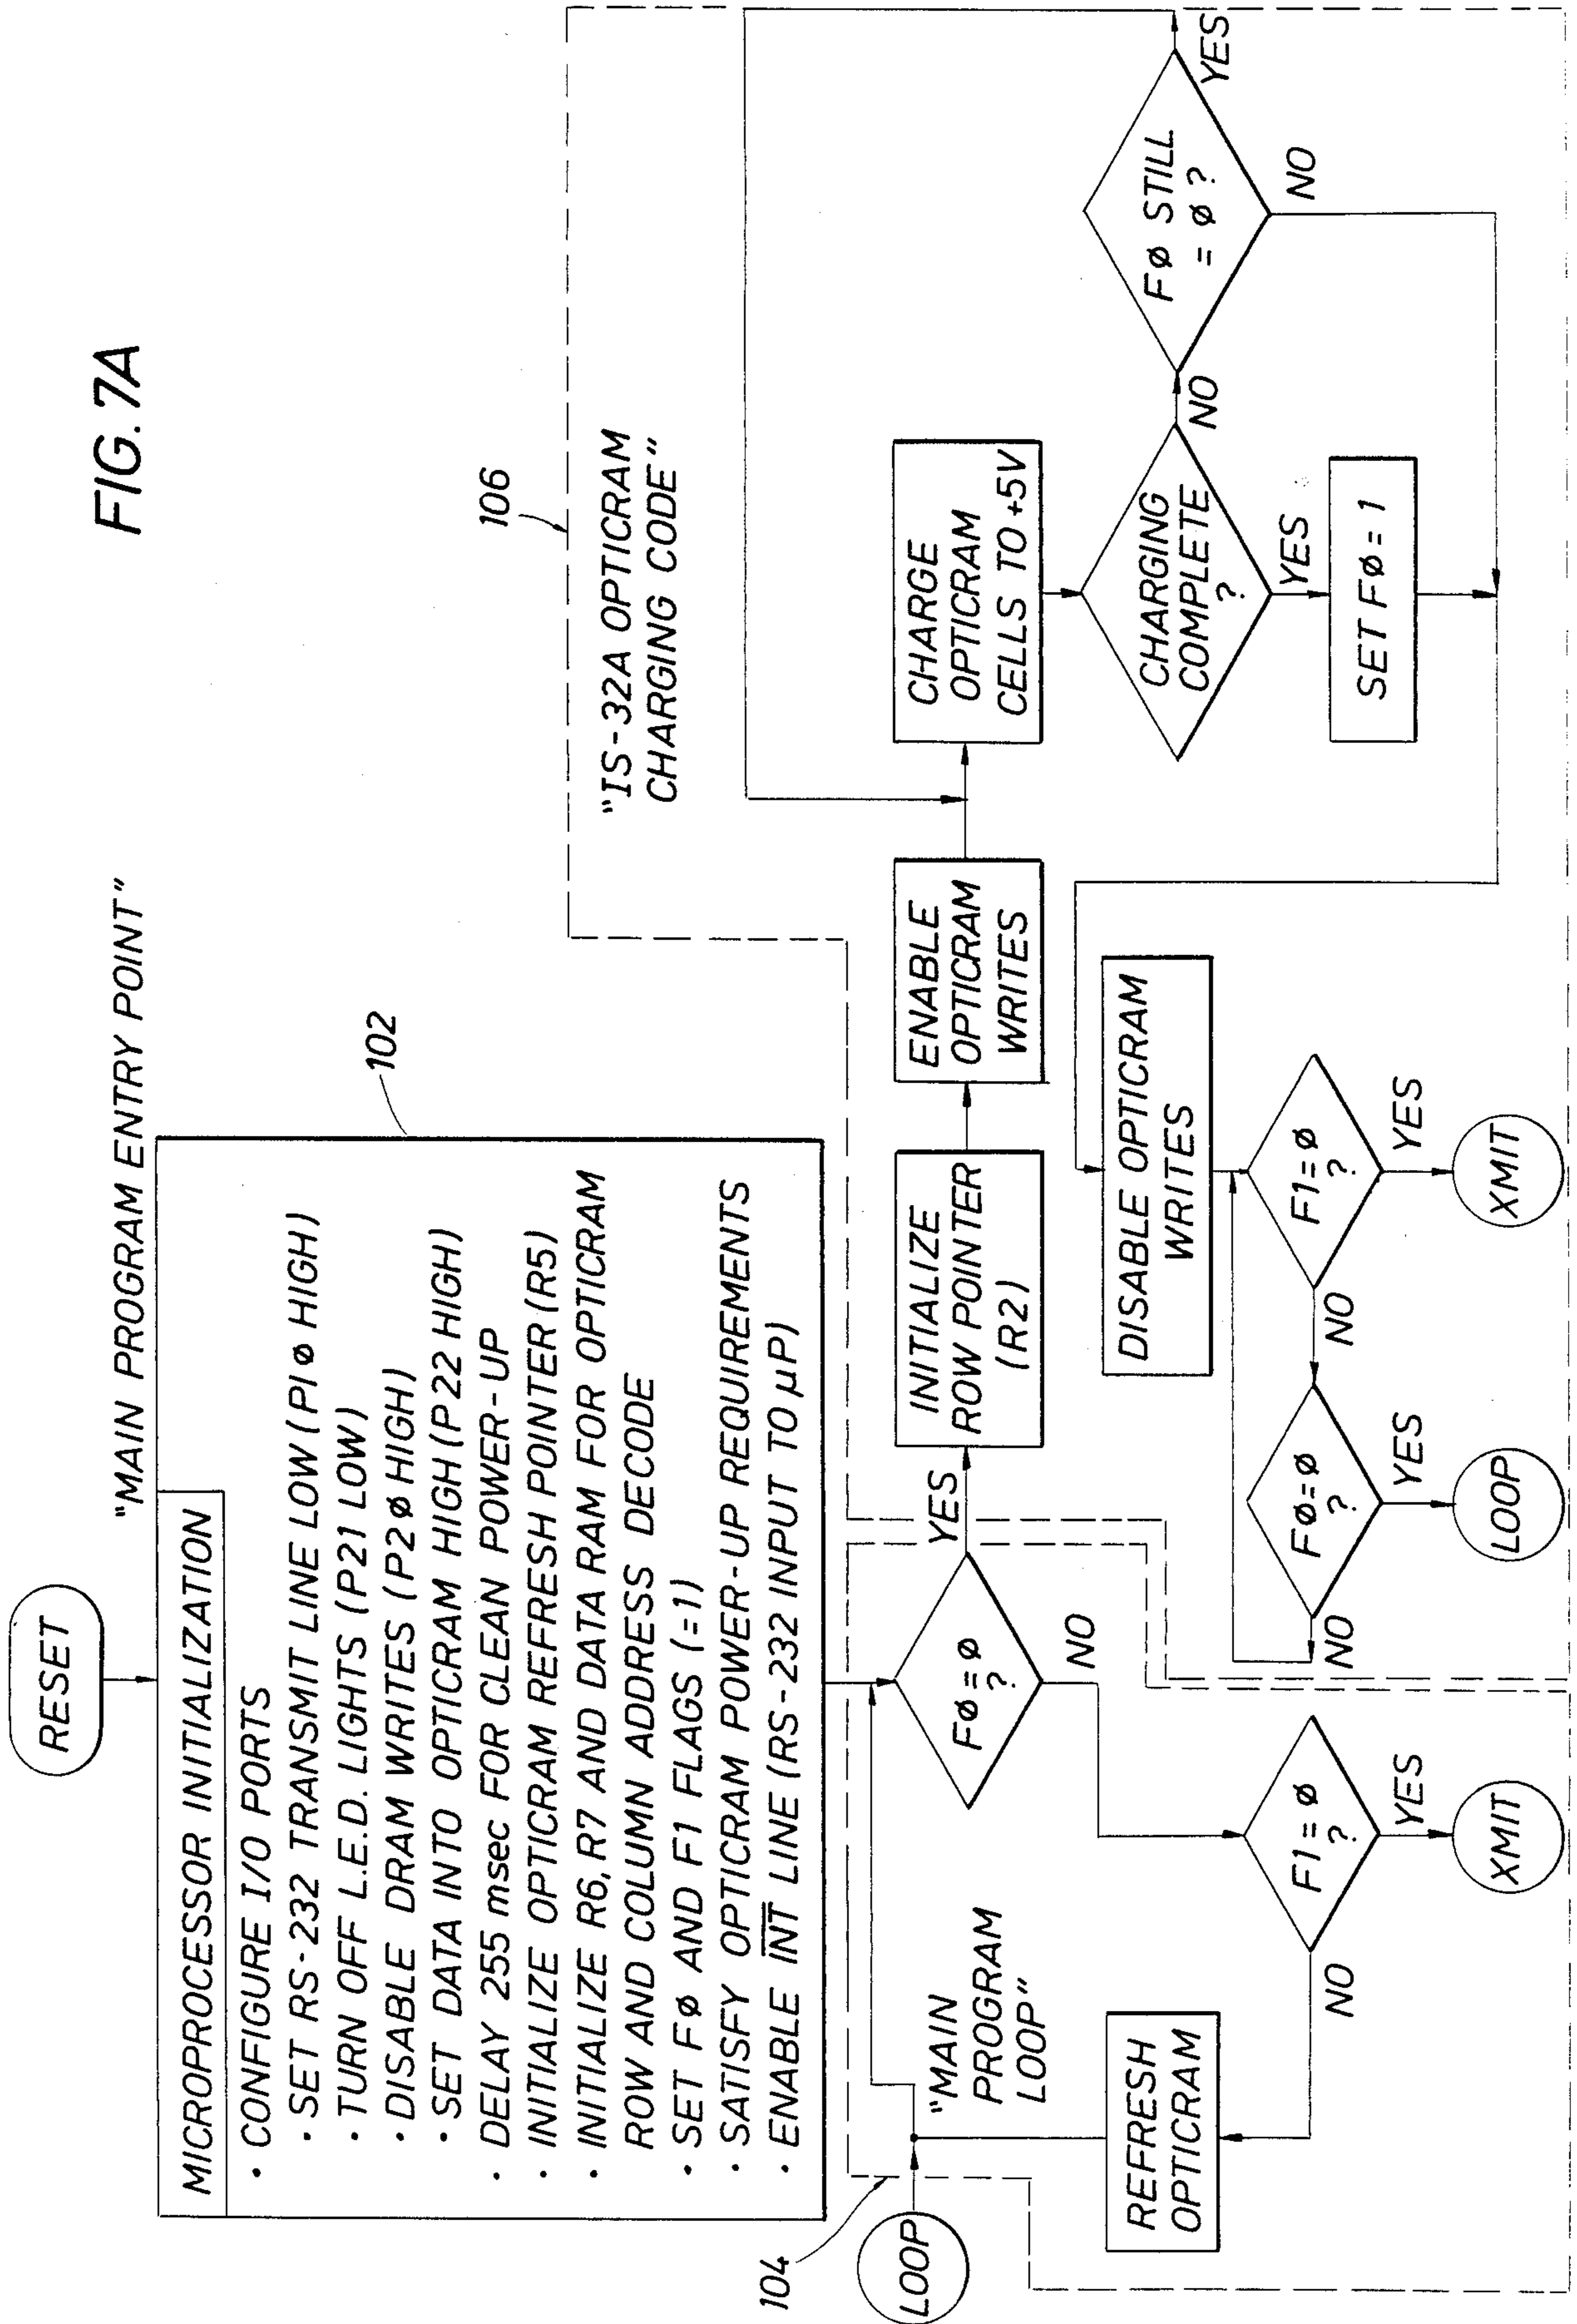 FIG. 7A
RESET
"MAIN PROGRAM ENTRY POINT"
102
MICROPROCESSOR INITIALIZATION
• CONFIGURE I/O PORTS
• SET RS-232 TRANSMIT LINE LOW (P1Ø HIGH)
• TURN OFF L.E.D. LIGHTS (P21 LOW)
• DISABLE DRAM WRITES (P2Ø HIGH)
• SET DATA INTO OPTICRAM HIGH (P22 HIGH)
• DELAY 255 msec FOR CLEAN POWER-UP
• INITIALIZE OPTICRAM REFRESH POINTER (R5)
• INITIALIZE R6, R7 AND DATA RAM FOR OPTICRAM
ROW AND COLUMN ADDRESS DECODE
• SET FØ AND F1 FLAGS (=1)
• SATISFY OPTICRAM POWER-UP REQUIREMENTS
• ENABLE I̅N̅T̅ LINE (RS-232 INPUT TO µP)
104
LOOP
"MAIN
PROGRAM
LOOP"
FØ=Ø
?
YES
NO
F1=Ø
?
YES
NO
XMIT
REFRESH
OPTICRAM
106
"IS-32A OPTICRAM
CHARGING CODE"
INITIALIZE
ROW POINTER
(R2)
ENABLE
OPTICRAM
WRITES
CHARGE
OPTICRAM
CELLS TO +5V
CHARGING
COMPLETE
?
NO
YES
FØ STILL
= Ø ?
YES
NO
SET FØ = 1
DISABLE OPTICRAM
WRITES
F1=Ø
?
YES
NO
XMIT
FØ=Ø
?
YES
NO
LOOP